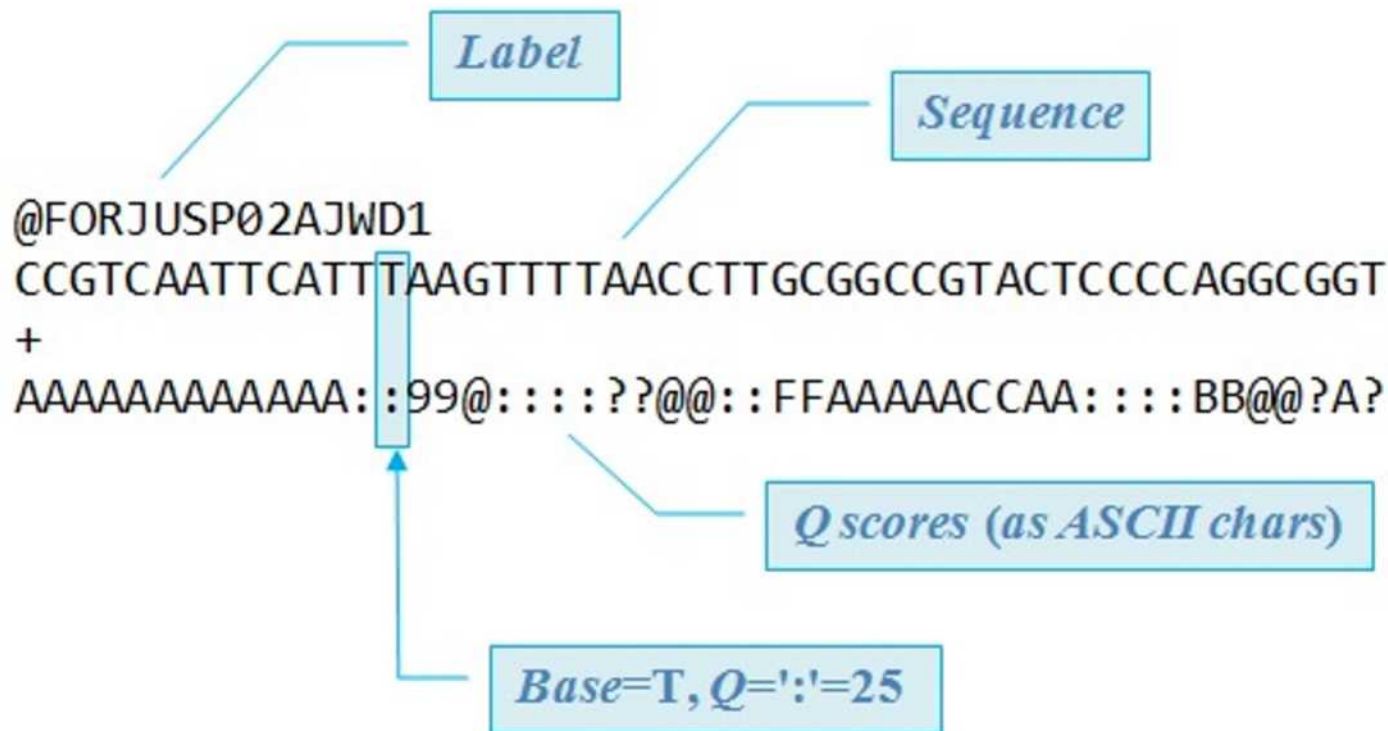 Label
Sequence
@FORJUSP02AJWD1
CCGTCAATTCATTTAAGTTTTAACCTTGCGGCCGTACTCCCCAGGCGGT
+
AAAAAAAAAAAA::99@::::??@@::FFAAAAACCAA::::BB@@?A?
Q scores (as ASCII chars)
Base=T, Q=':'=25